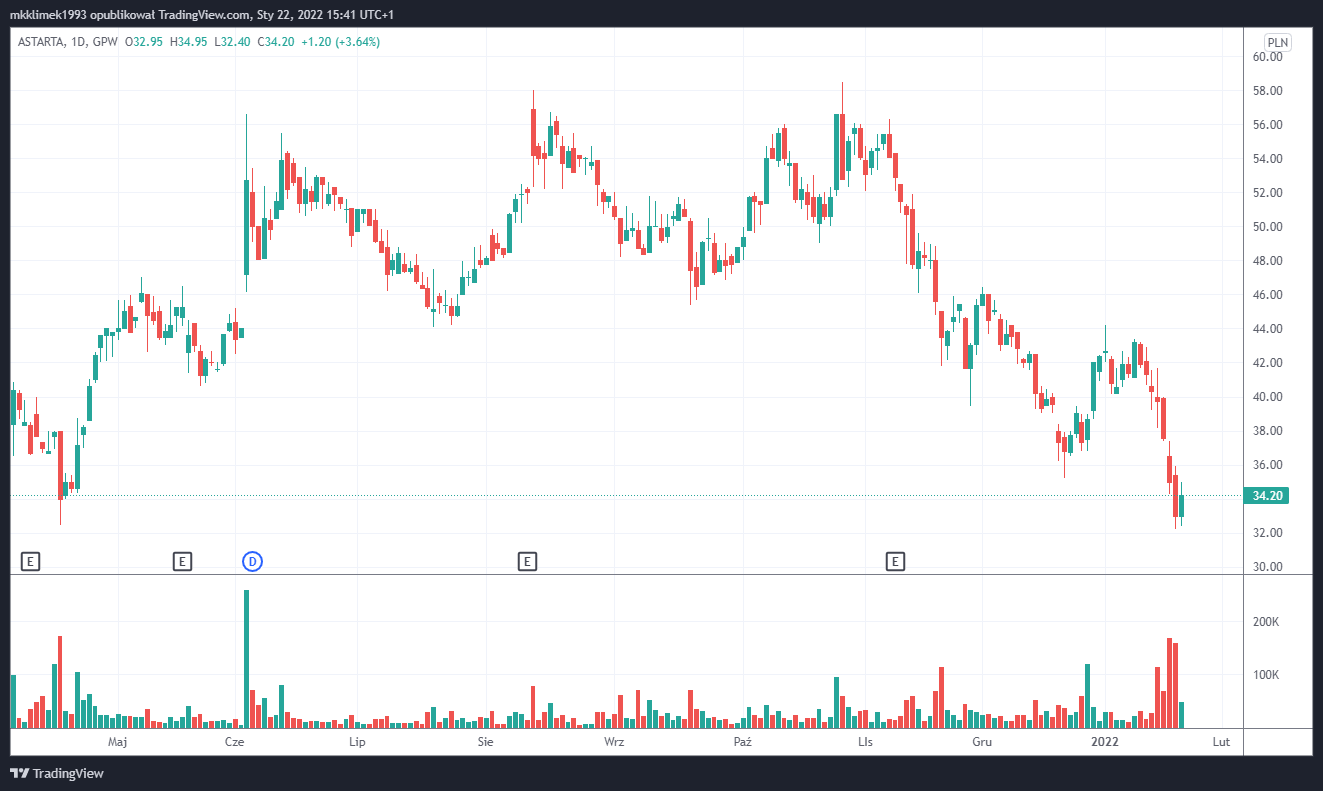 mkklimek1993 opublikował TradingView.com, Sty 22, 2022 15:41 UTC+1
ASTARTA, 1D, GPW O32.95 H34.95 L32.40 C34.20 +1.20 (+3.64%)
PLN
60.00
58.00
56.00
54.00
52.00
50.00
48.00
46.00
44.00
42.00
40.00
38.00
36.00
34.20
32.00
30.00
E E D E E
200K
100K
Maj Cze Lip Sie Wrz Paź Lis Gru 2022 Lut
TradingView